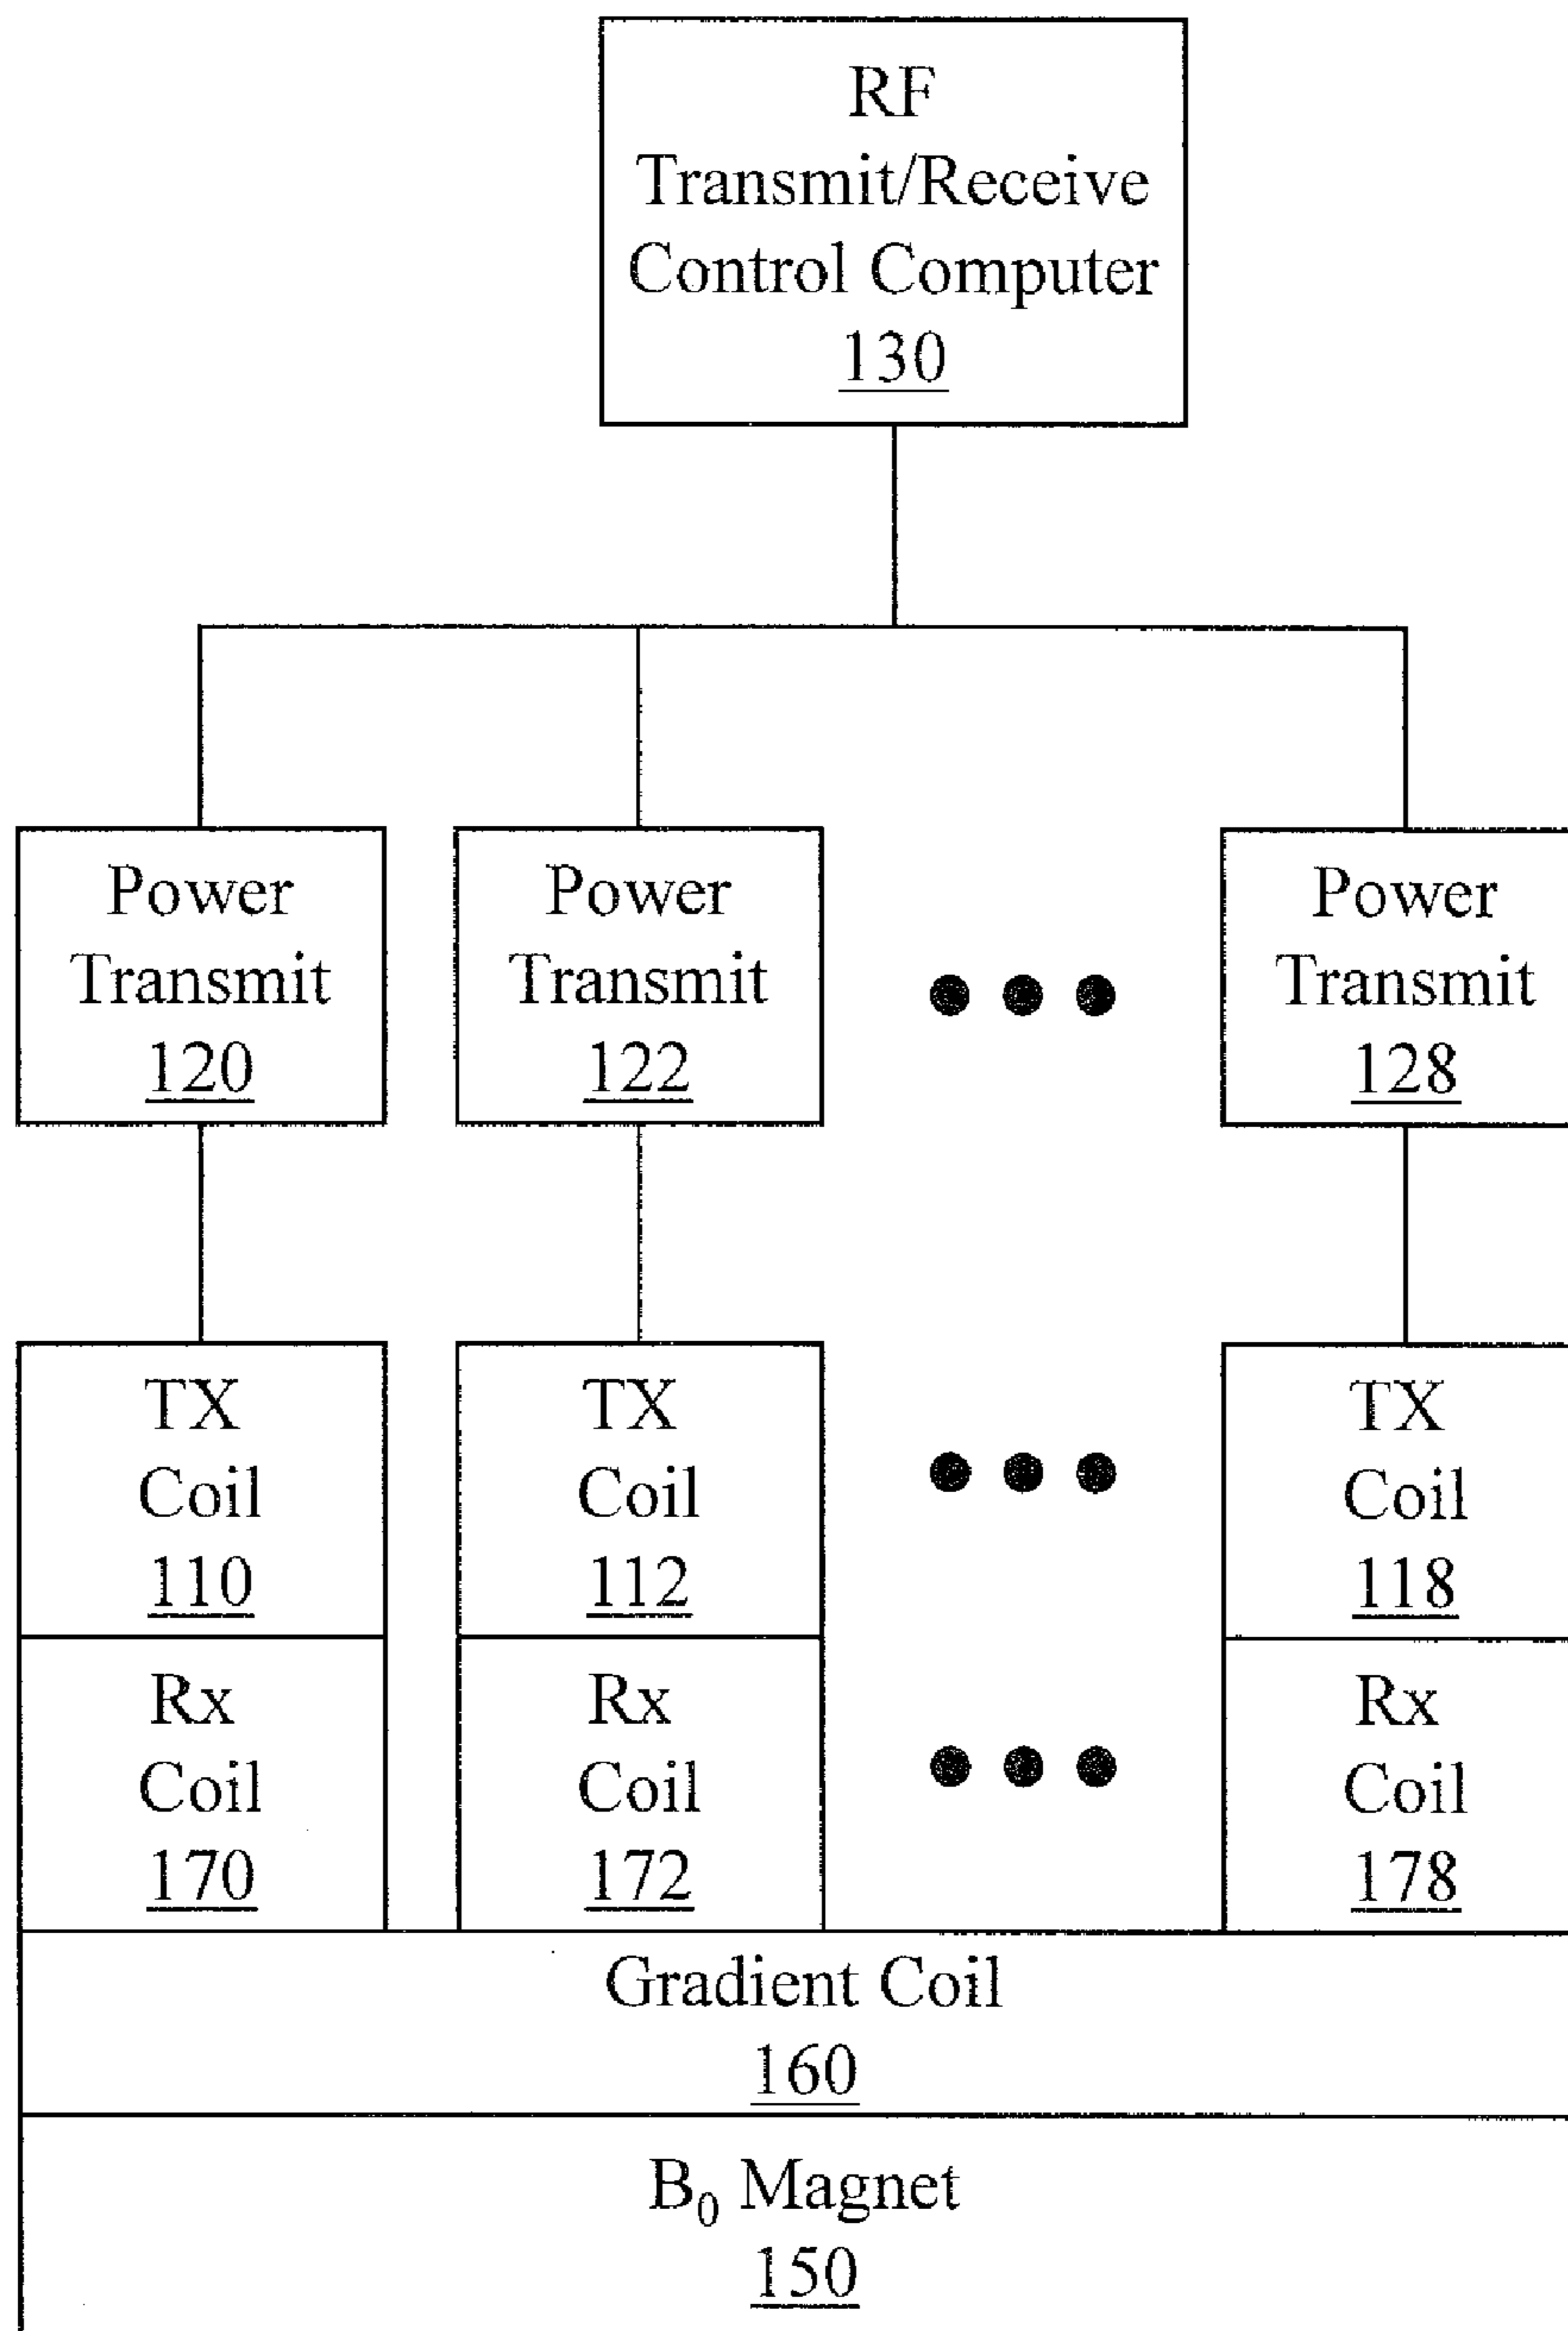 RF
Transmit/Receive
Control Computer
130
Power
Transmit
120
Power
Transmit
122
Power
Transmit
128
TX
Coil
110
TX
Coil
112
TX
Coil
118
Rx
Coil
170
Rx
Coil
172
Rx
Coil
178
Gradient Coil
160
B₀ Magnet
150